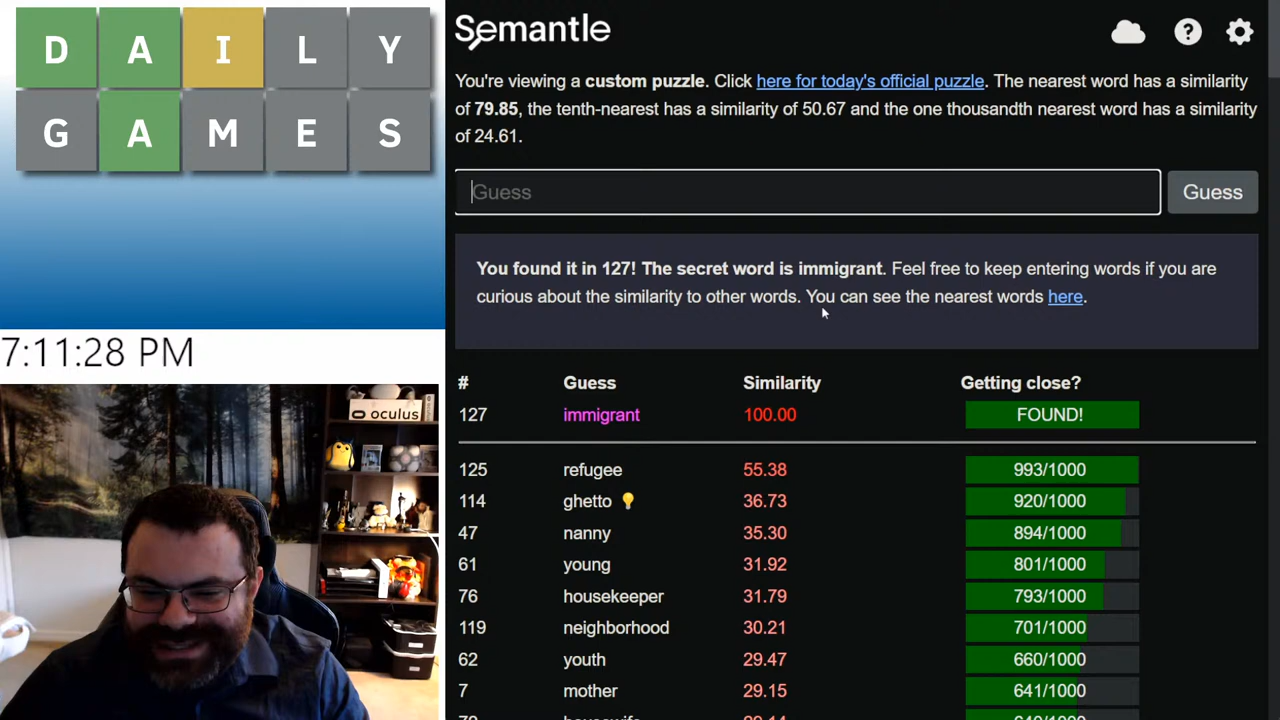 DAILY
GAMES
7:11:28 PM
oculus
Semantle
You're viewing a custom puzzle. Click here for today's official puzzle. The nearest word has a similarity
of 79.85, the tenth-nearest has a similarity of 50.67 and the one thousandth nearest word has a similarity
of 24.61.
Guess
Guess
You found it in 127! The secret word is immigrant. Feel free to keep entering words if you are
curious about the similarity to other words. You can see the nearest words here.
# Guess Similarity Getting close?
127 immigrant 100.00 FOUND!
125 refugee 55.38 993/1000
114 ghetto 36.73 920/1000
47 nanny 35.30 894/1000
61 young 31.92 801/1000
76 housekeeper 31.79 793/1000
119 neighborhood 30.21 701/1000
62 youth 29.47 660/1000
7 mother 29.15 641/1000